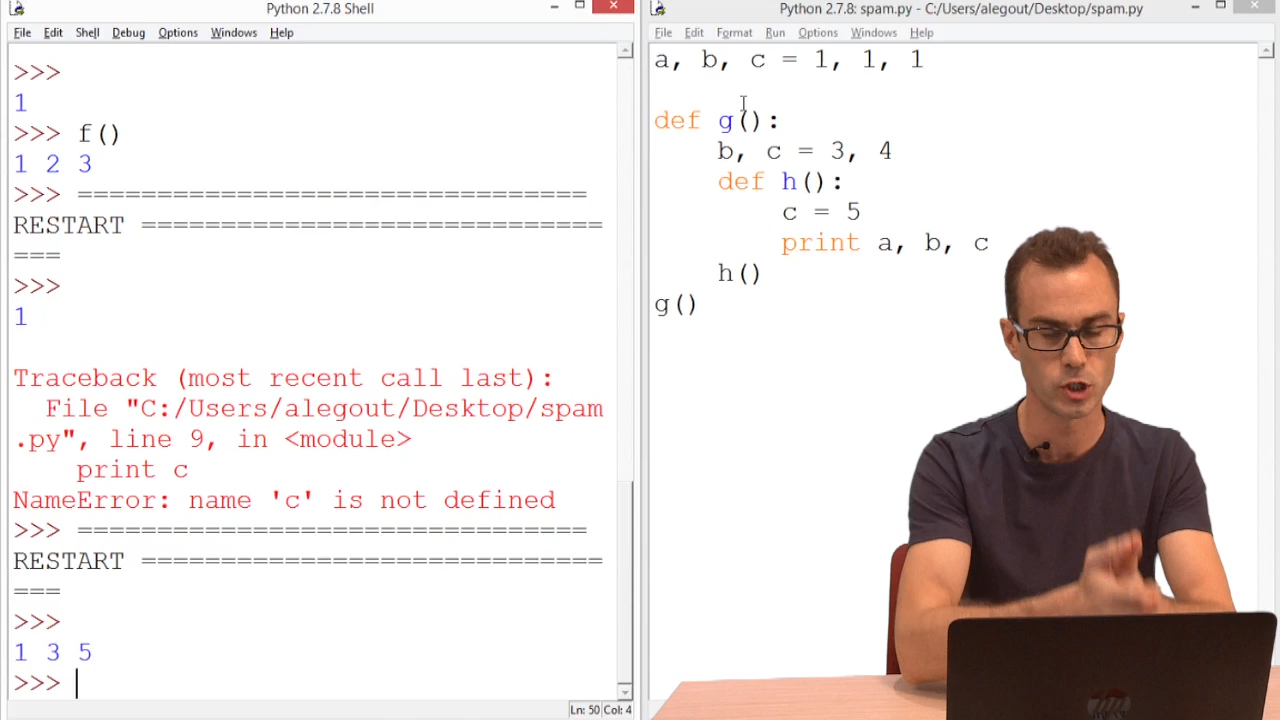 Python 2.7.8 Shell
File Edit Shell Debug Options Windows Help
>>>
1
>>> f()
1 2 3
>>> ================================
RESTART =============================
===
>>>
1
Traceback (most recent call last):
  File "C:/Users/alegout/Desktop/spam
.py", line 9, in <module>
    print c
NameError: name 'c' is not defined
>>> ================================
RESTART =============================
===
>>>
1 3 5
>>>
Ln: 50 Col: 4
Python 2.7.8: spam.py - C:/Users/alegout/Desktop/spam.py
File Edit Format Run Options Windows Help
a, b, c = 1, 1, 1
def g():
    b, c = 3, 4
    def h():
        c = 5
        print a, b, c
    h()
g()